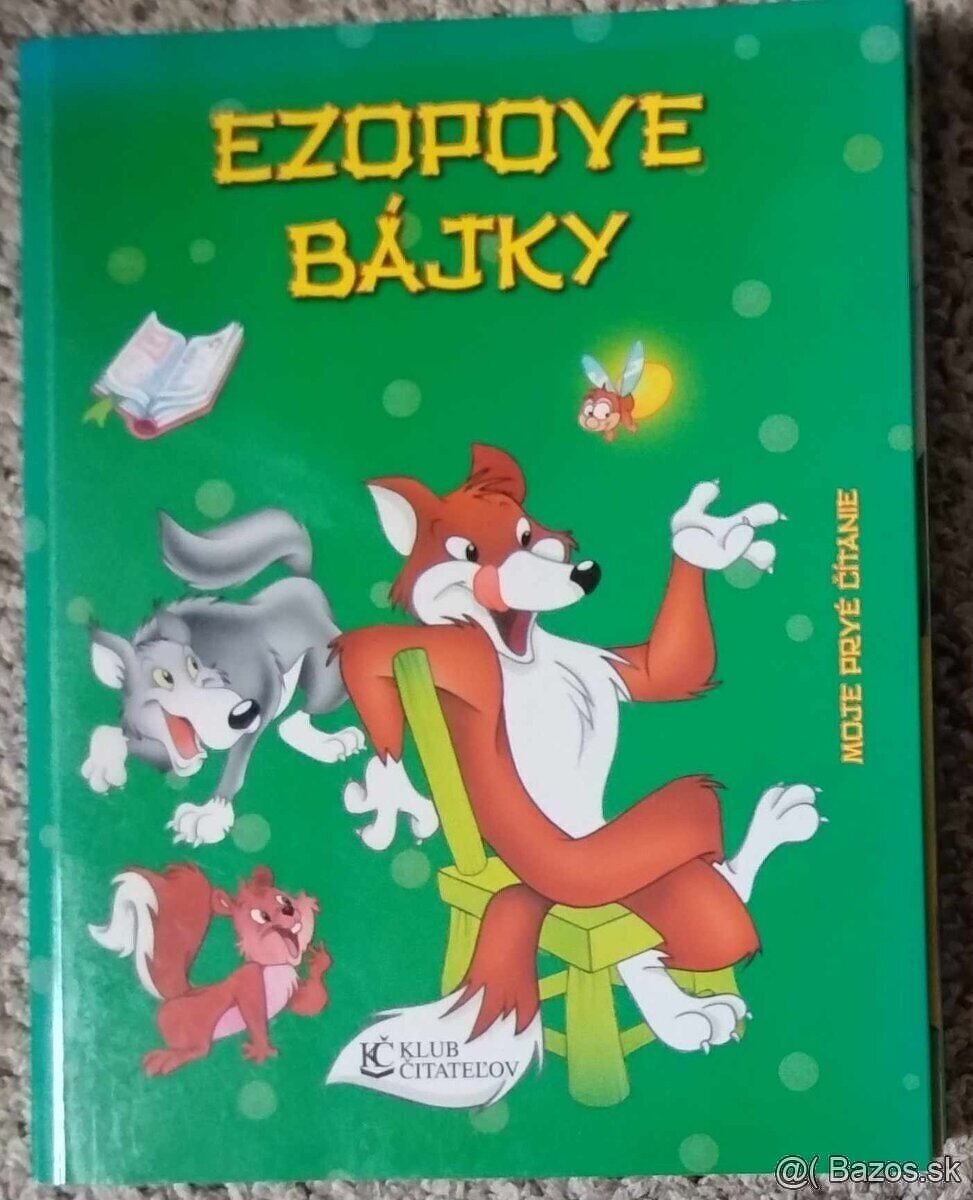 EZOPOVE
BÁJKY
MOJE PRVÉ ČÍTANIE
KČ KLUB
ČITATEĽOV
@( Bazos.sk